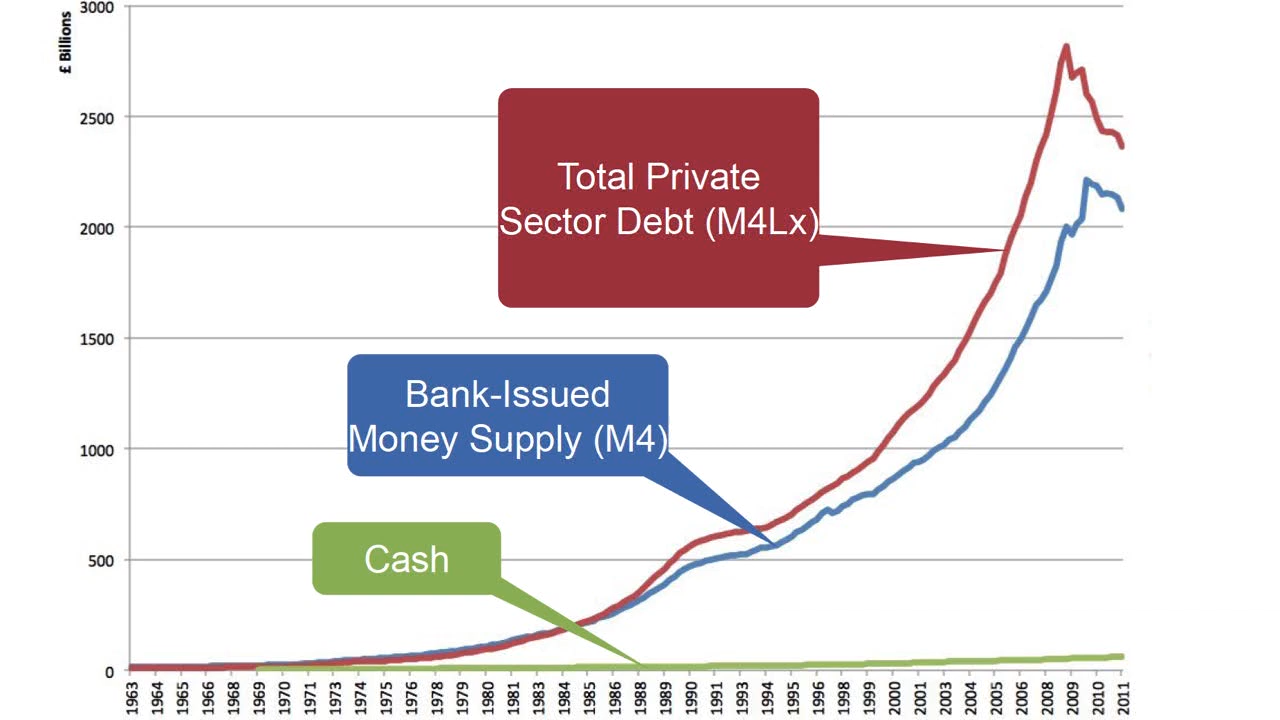 £ Billions
3000
2500
2000
1500
1000
500
0
Total Private
Sector Debt (M4Lx)
Bank-Issued
Money Supply (M4)
Cash
1963 1964 1965 1966 1968 1969 1970 1971 1973 1974 1975 1976 1978 1979 1980 1981 1983 1984 1985 1986 1988 1989 1990 1991 1993 1994 1995 1996 1998 1999 2000 2001 2003 2004 2005 2006 2008 2009 2010 2011